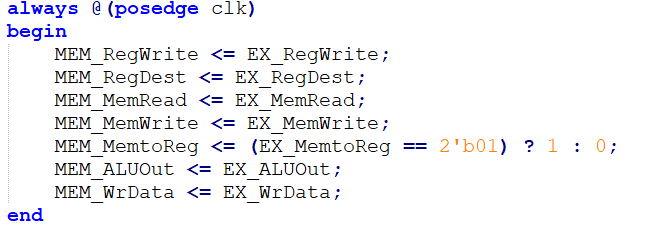 always @(posedge clk)
begin
    MEM_RegWrite <= EX_RegWrite;
    MEM_RegDest <= EX_RegDest;
    MEM_MemRead <= EX_MemRead;
    MEM_MemWrite <= EX_MemWrite;
    MEM_MemtoReg <= (EX_MemtoReg == 2'b01) ? 1 : 0;
    MEM_ALUOut <= EX_ALUOut;
    MEM_WrData <= EX_WrData;
end